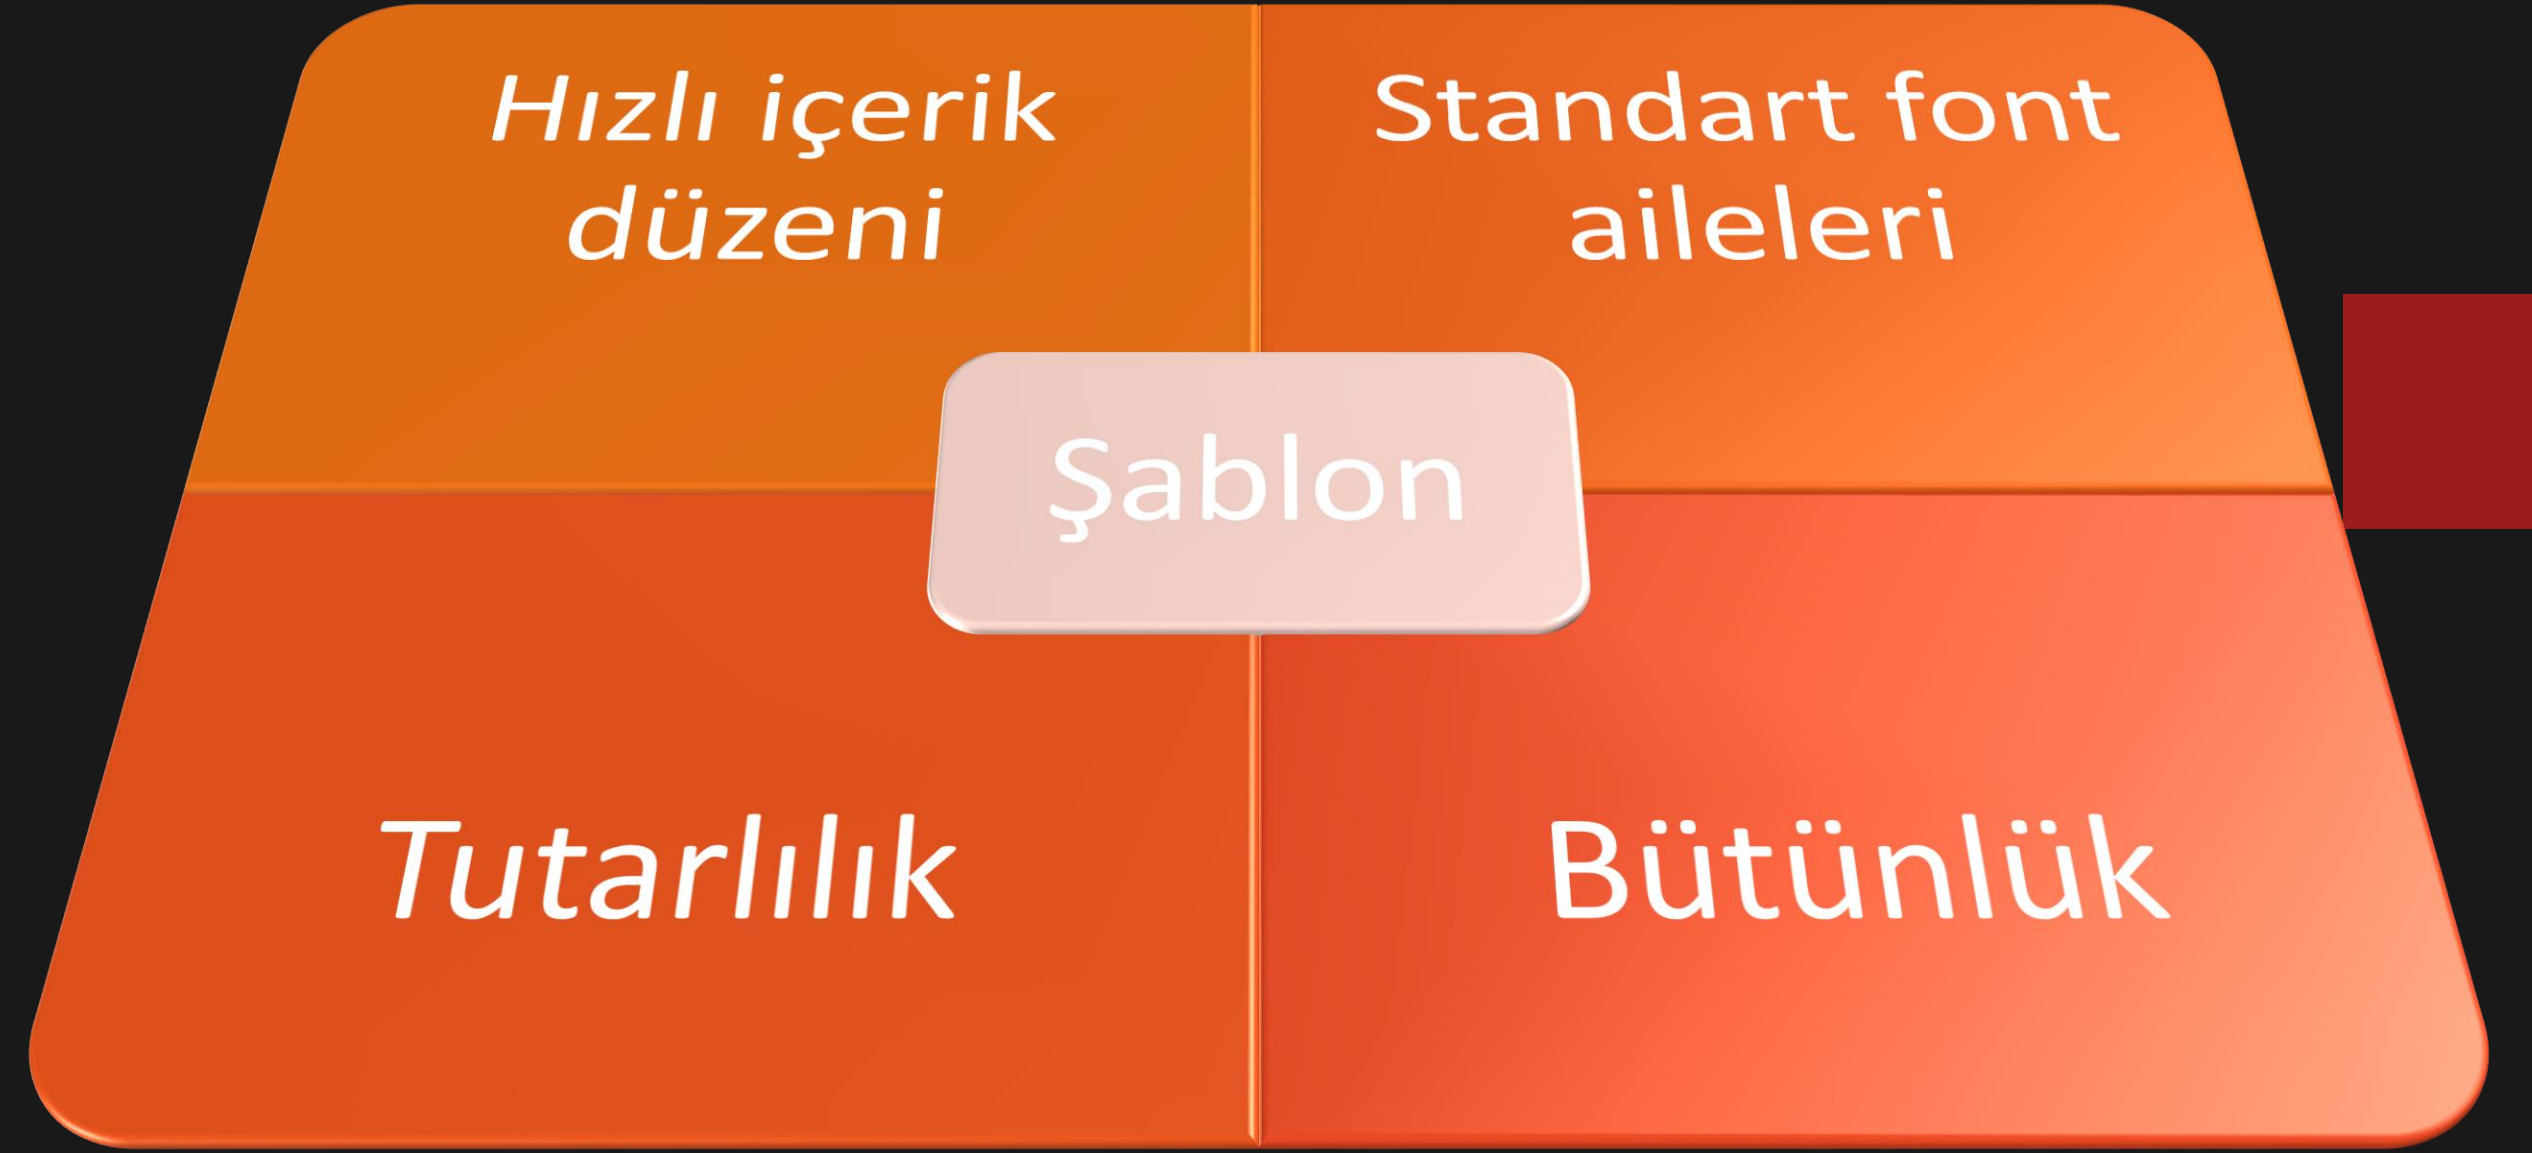 Hızlı içerik
düzeni
Standart font
aileleri
Şablon
Tutarlılık
Bütünlük